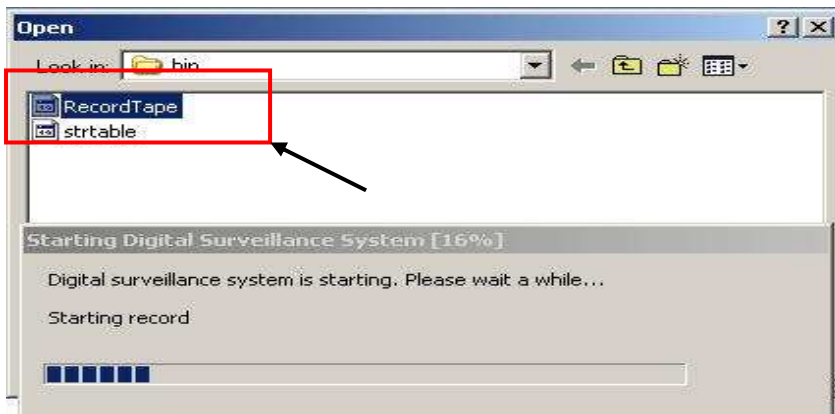 Open
Look in: bin
RecordTape
strtable
Starting Digital Surveillance System [16%]
Digital surveillance system is starting. Please wait a while...
Starting record